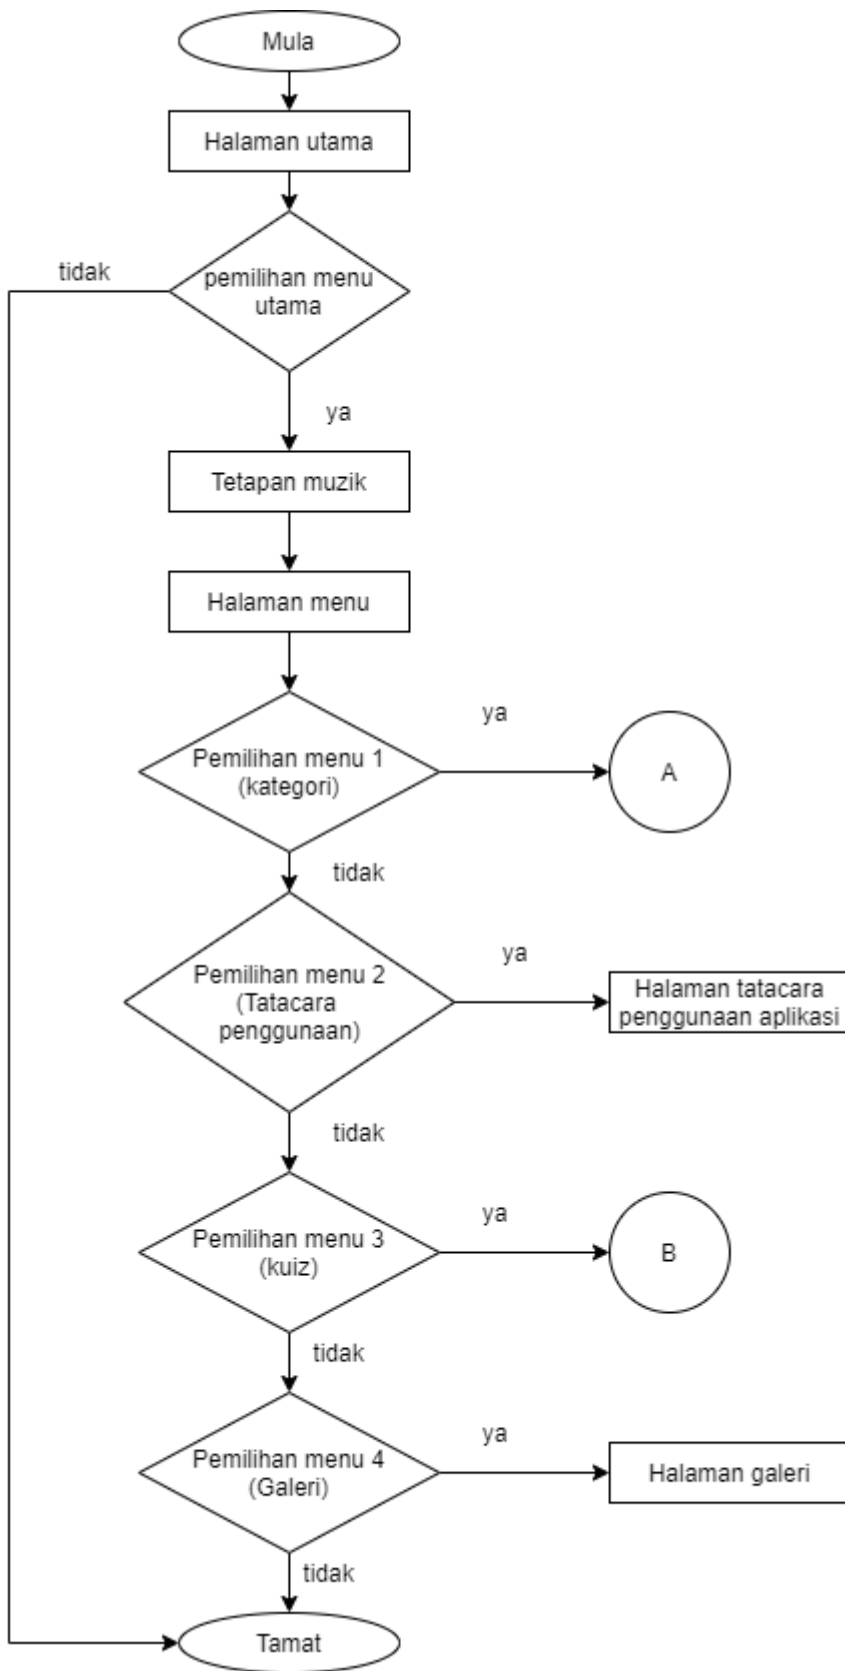 Mula
Halaman utama
tidak
pemilihan menu
utama
ya
Tetapan muzik
Halaman menu
ya
Pemilihan menu 1
(kategori)
A
tidak
ya
Pemilihan menu 2
(Tatacara
penggunaan)
Halaman tatacara
penggunaan aplikasi
tidak
ya
Pemilihan menu 3
(kuiz)
B
tidak
ya
Pemilihan menu 4
(Galeri)
Halaman galeri
tidak
Tamat